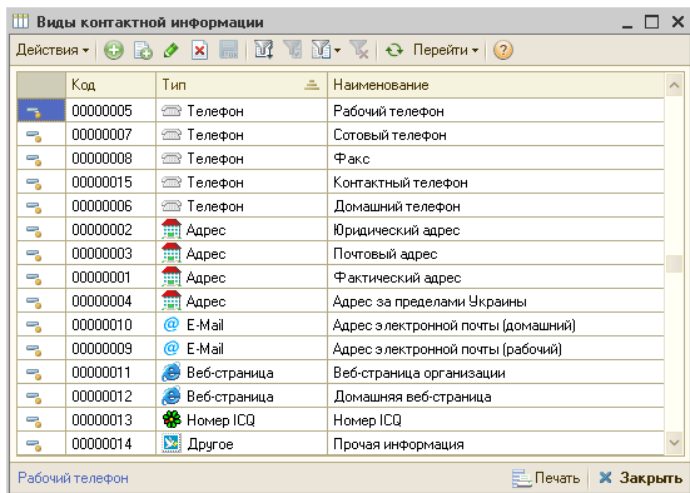 Виды контактной информации
Действия Перейти
Код Тип Наименование
00000005 Телефон Рабочий телефон
00000007 Телефон Сотовый телефон
00000008 Телефон Факс
00000015 Телефон Контактный телефон
00000006 Телефон Домашний телефон
00000002 Адрес Юридический адрес
00000003 Адрес Почтовый адрес
00000001 Адрес Фактический адрес
00000004 Адрес Адрес за пределами Украины
00000010 @ E-Mail Адрес электронной почты (домашний)
00000009 @ E-Mail Адрес электронной почты (рабочий)
00000011 Веб-страница Веб-страница организации
00000012 Веб-страница Домашняя веб-страница
00000013 Номер ICQ Номер ICQ
00000014 Другое Прочая информация
Рабочий телефон Печать Закрыть